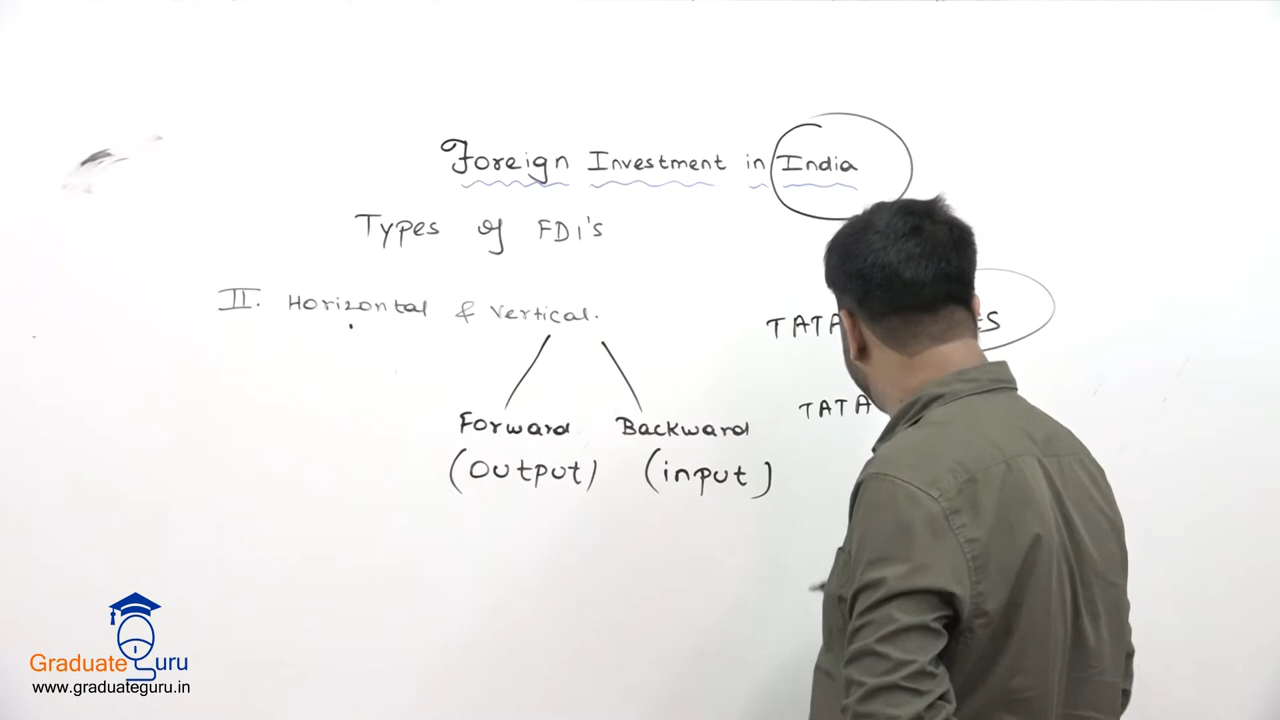 Foreign Investment in India
Types of FDI's
II. Horizontal & Vertical.
TATA
TATA
Forward Backward
(output) (input)
Graduate Guru
www.graduateguru.in